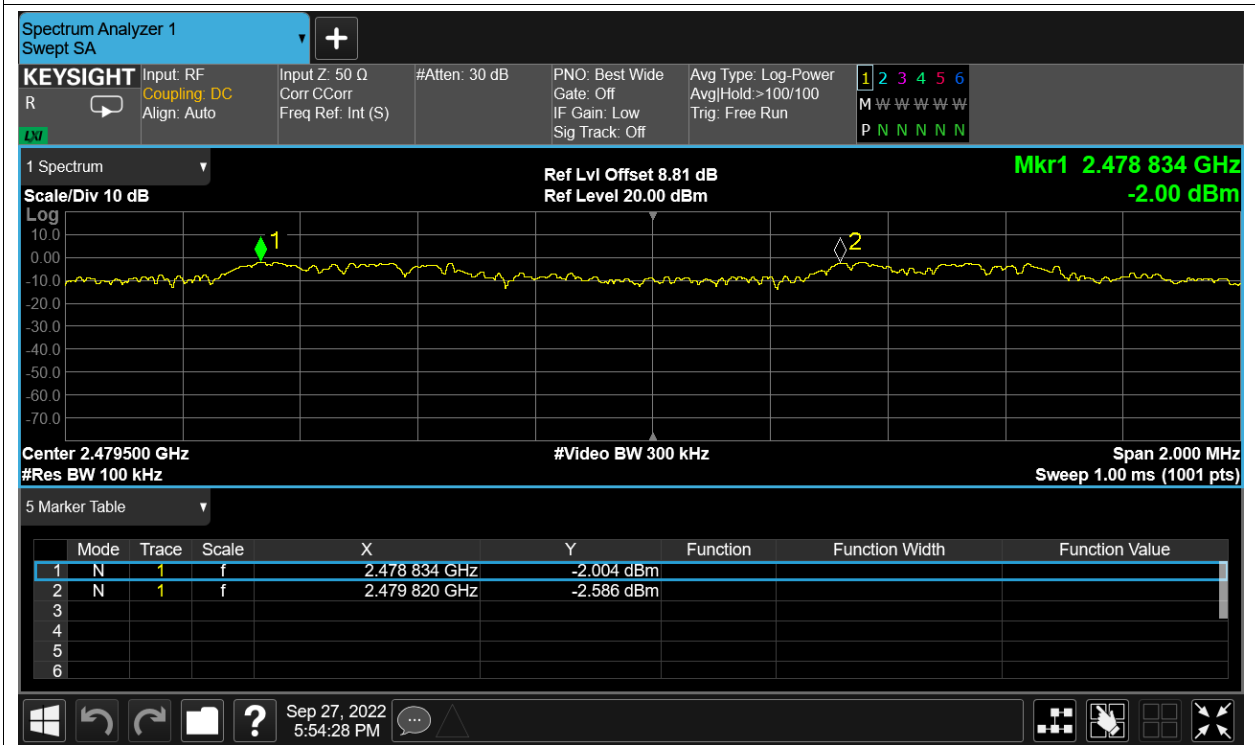 Spectrum Analyzer 1
Swept SA
+
KEYSIGHT
R
LXI
Input: RF
Coupling: DC
Align: Auto
Input Z: 50 Ω
Corr CCorr
Freq Ref: Int (S)
#Atten: 30 dB
PNO: Best Wide
Gate: Off
IF Gain: Low
Sig Track: Off
Avg Type: Log-Power
Avg|Hold:>100/100
Trig: Free Run
1 2 3 4 5 6
M W W W W W
P N N N N N
1 Spectrum
Scale/Div 10 dB
Ref Lvl Offset 8.81 dB
Ref Level 20.00 dBm
Mkr1 2.478 834 GHz
-2.00 dBm
Log
10.0
0.00
-10.0
-20.0
-30.0
-40.0
-50.0
-60.0
-70.0
1
2
Center 2.479500 GHz
#Res BW 100 kHz
#Video BW 300 kHz
Span 2.000 MHz
Sweep 1.00 ms (1001 pts)
5 Marker Table
Mode Trace Scale X Y Function Function Width Function Value
1 N 1 f 2.478 834 GHz -2.004 dBm
2 N 1 f 2.479 820 GHz -2.586 dBm
3
4
5
6
?
Sep 27, 2022
5:54:28 PM